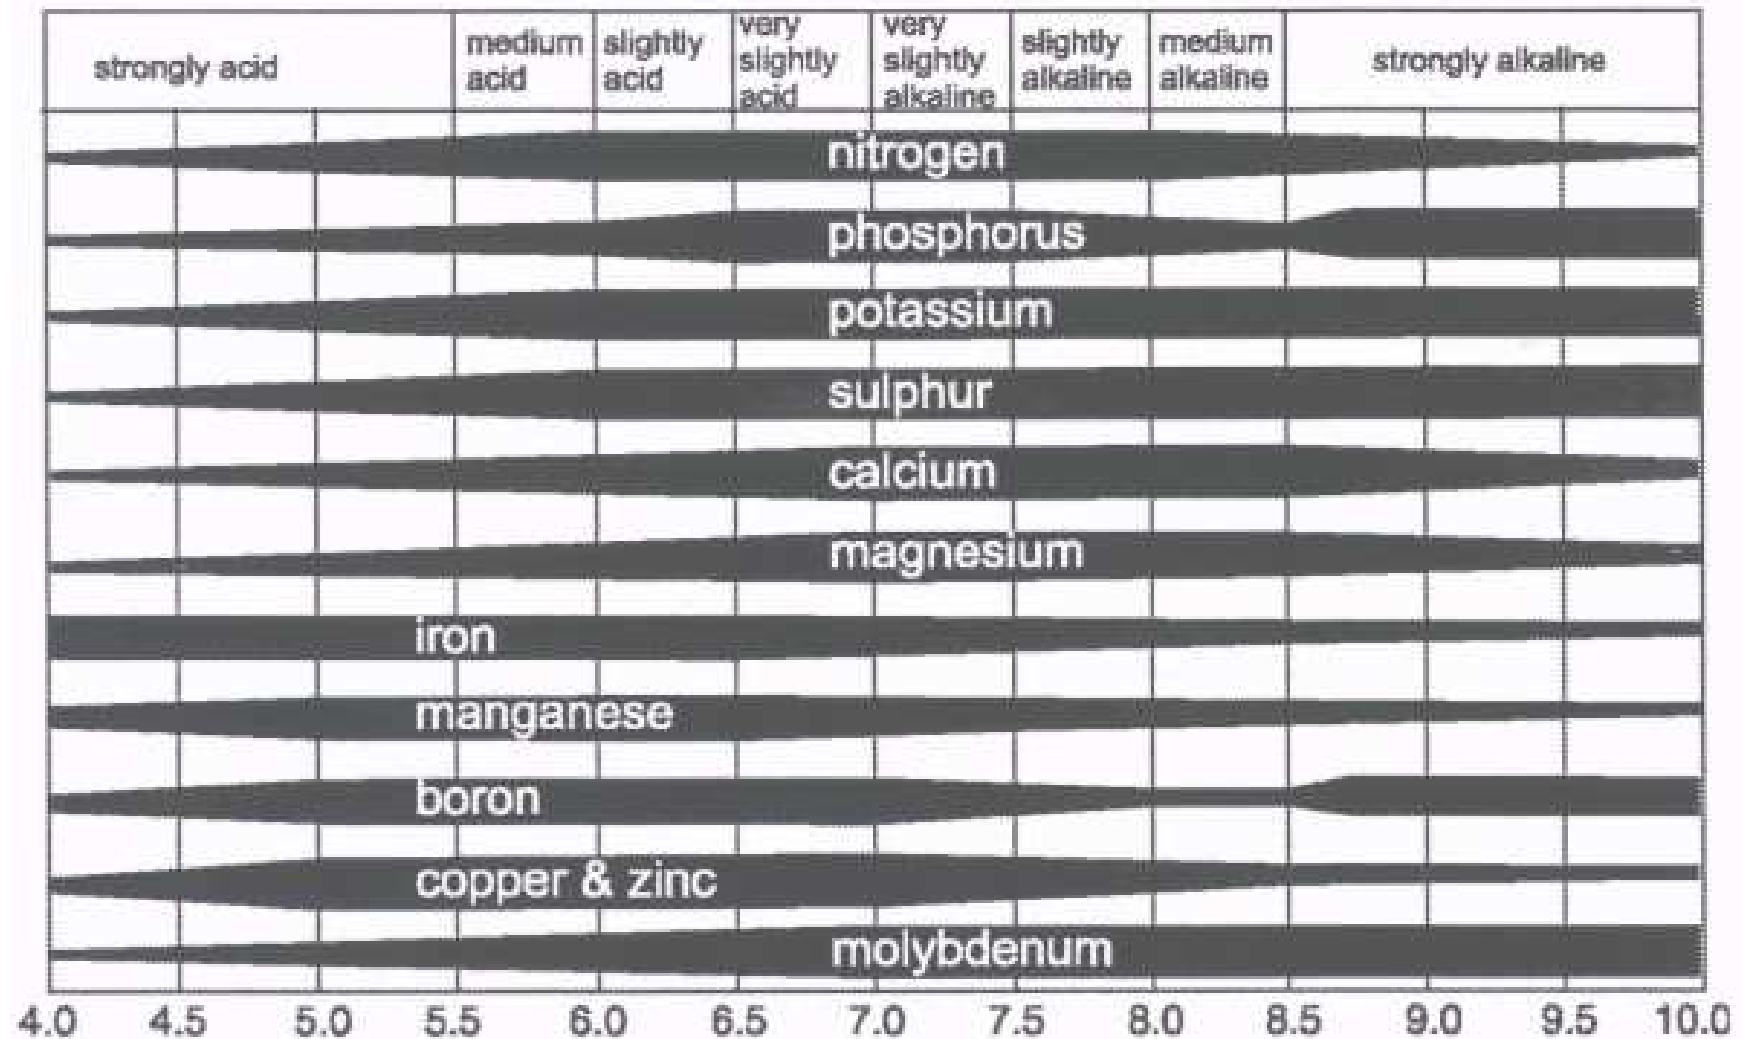 strongly acid
medium
acid
slightly
acid
very
slightly
acid
very
slightly
alkaline
slightly
alkaline
medium
alkaline
strongly alkaline
nitrogen
phosphorus
potassium
sulphur
calcium
magnesium
iron
manganese
boron
copper & zinc
molybdenum
4.0 4.5 5.0 5.5 6.0 6.5 7.0 7.5 8.0 8.5 9.0 9.5 10.0